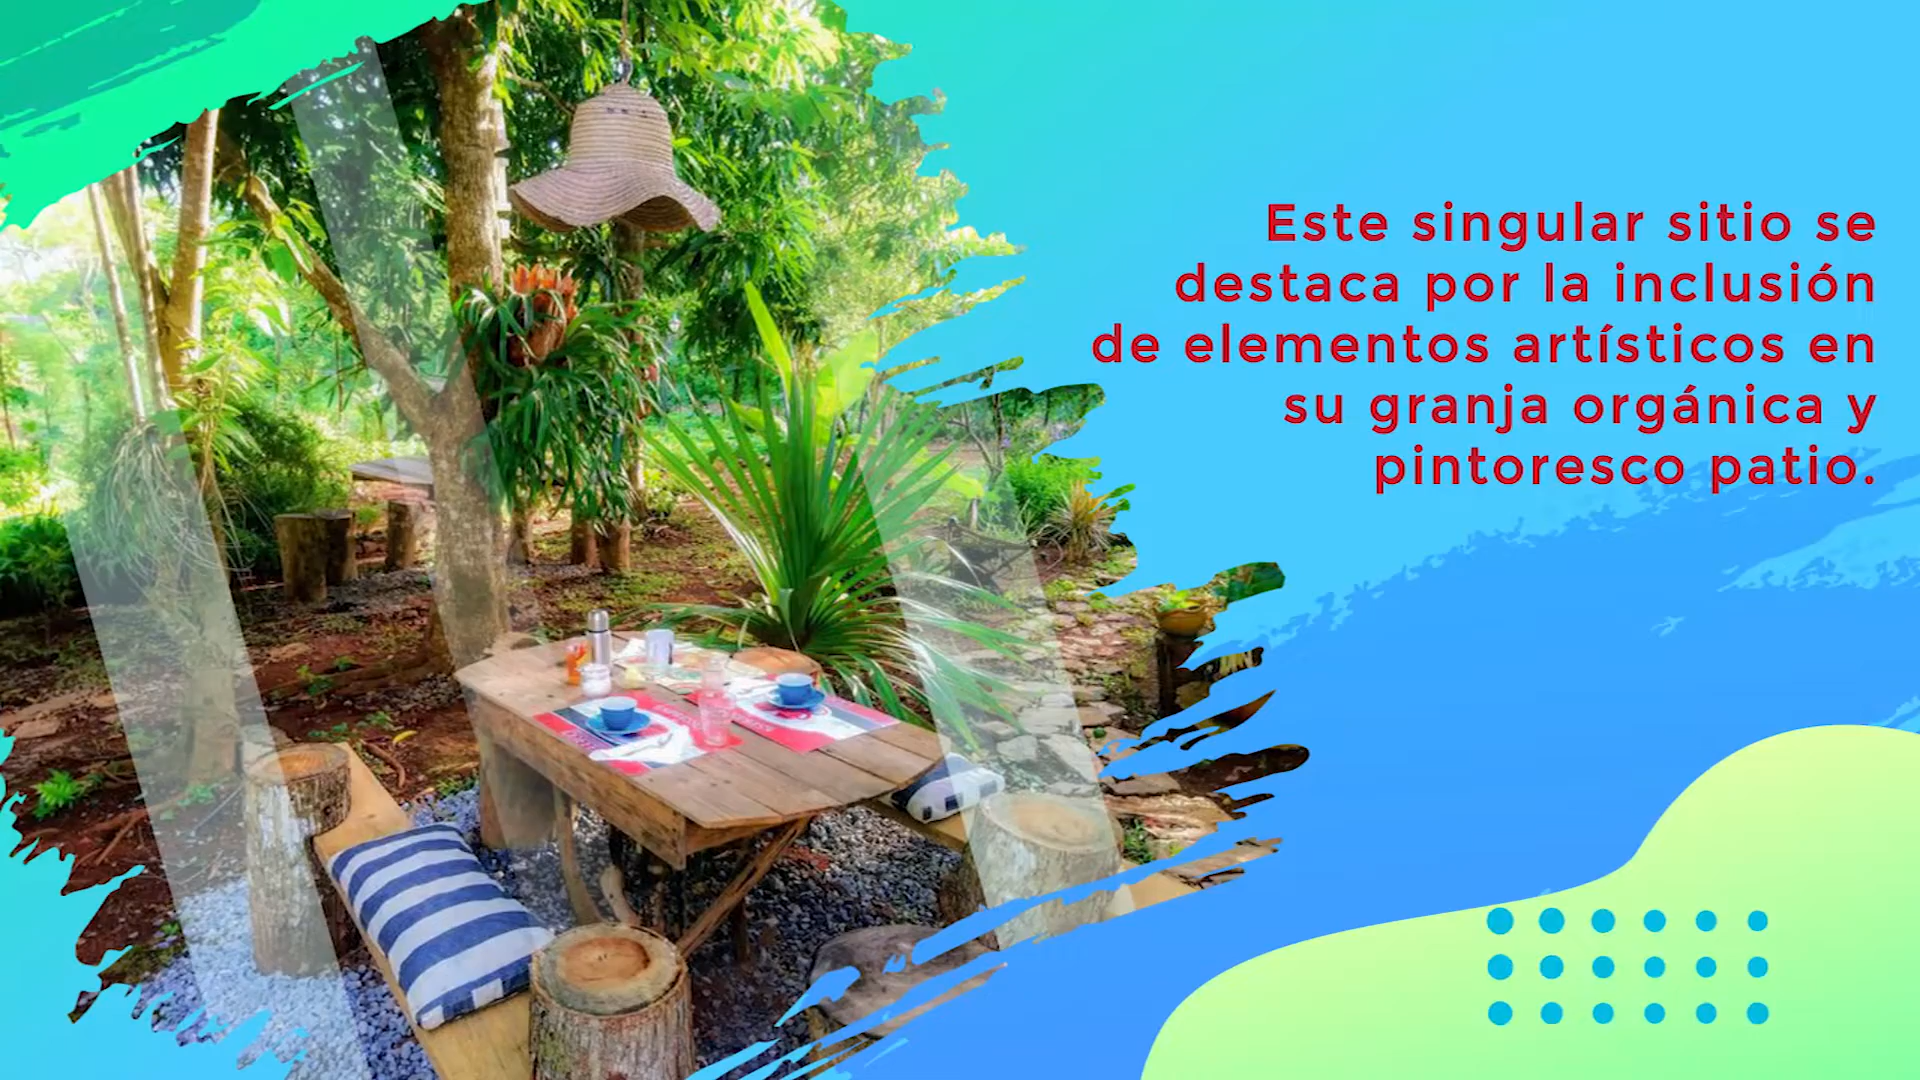 Este singular sitio se
destaca por la inclusión
de elementos artísticos en
su granja orgánica y
pintoresco patio.